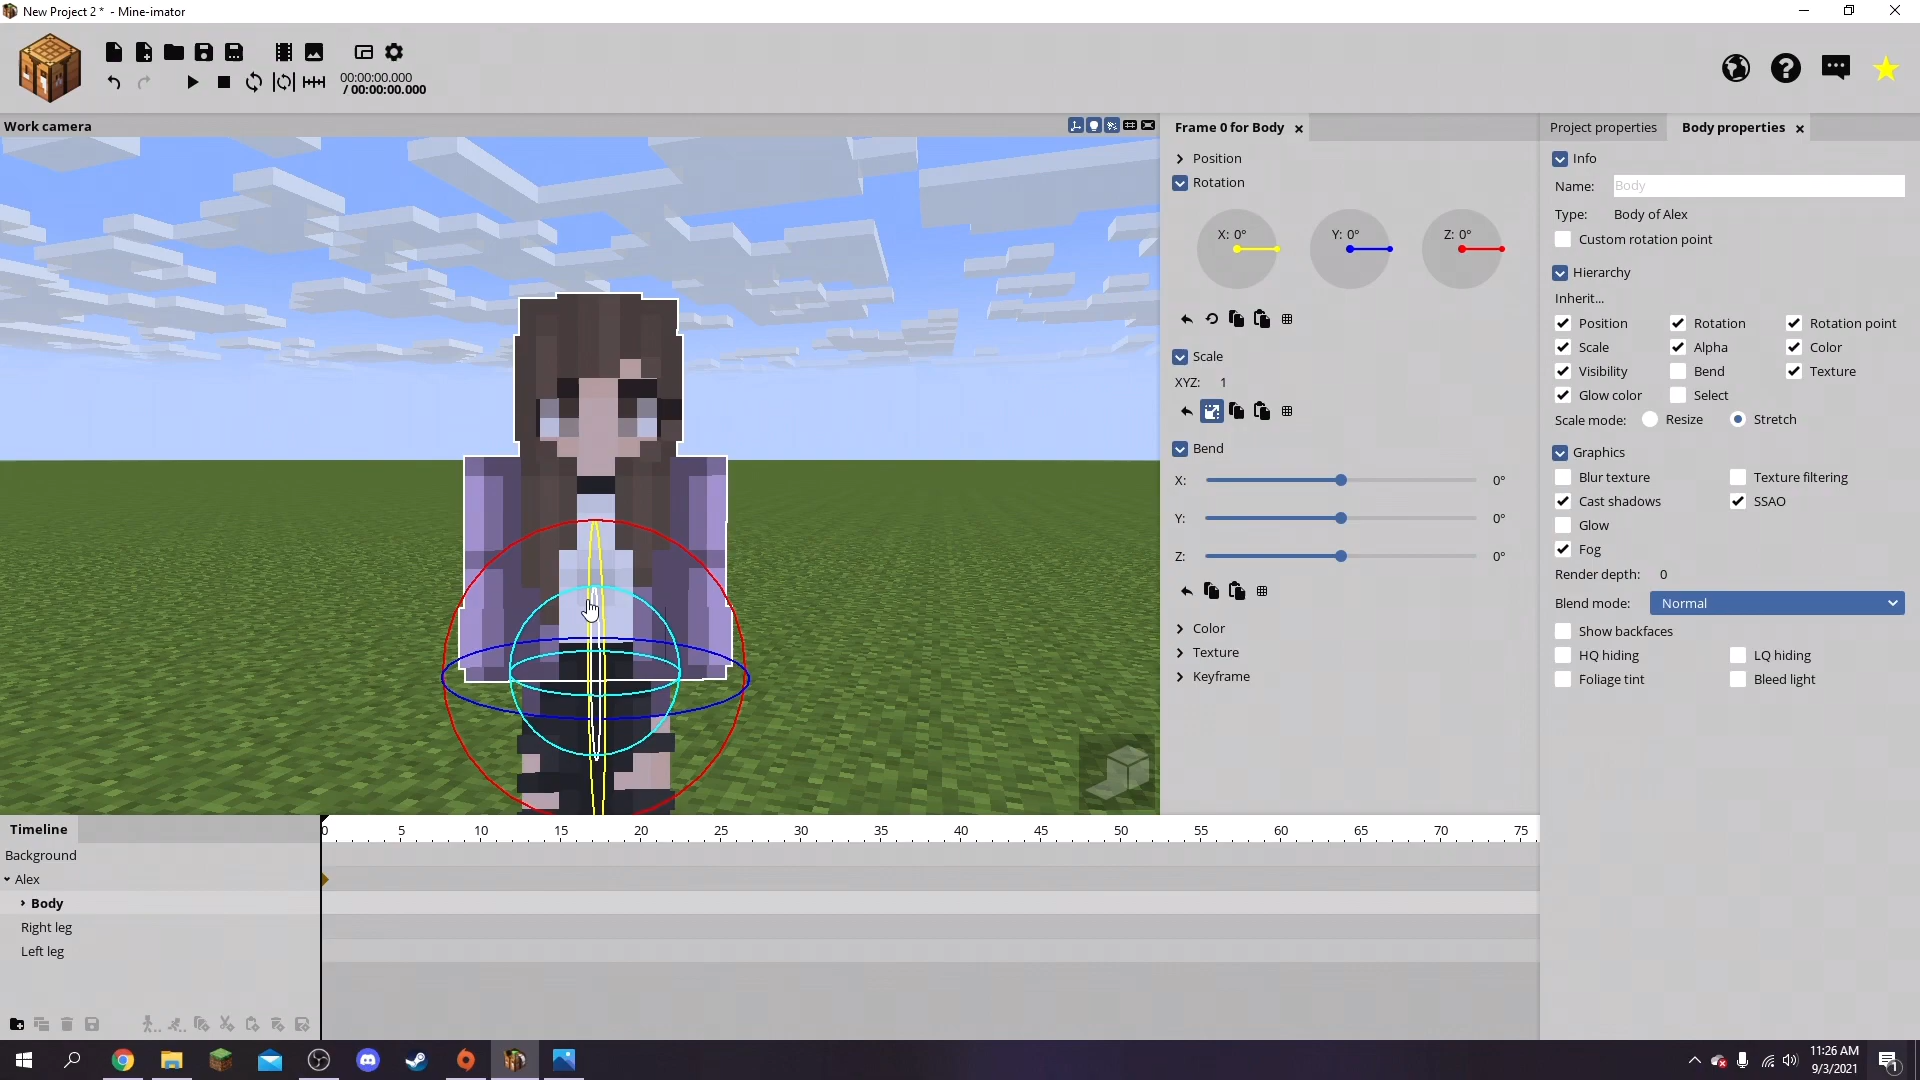 New Project 2 * - Mine-imator
00:00:00.000
/ 00:00:00.000
Work camera
Frame 0 for Body
Position
Rotation
X: 0° Y: 0° Z: 0°
Scale
XYZ: 1
Bend
X: 0°
Y: 0°
Z: 0°
Color
Texture
Keyframe
Project properties Body properties
Info
Name: Body
Type: Body of Alex
Custom rotation point
Hierarchy
Inherit...
Position Rotation Rotation point
Scale Alpha Color
Visibility Bend Texture
Glow color Select
Scale mode: Resize Stretch
Graphics
Blur texture Texture filtering
Cast shadows SSAO
Glow
Fog
Render depth: 0
Blend mode: Normal
Show backfaces
HQ hiding LQ hiding
Foliage tint Bleed light
Timeline
0 5 10 15 20 25 30 35 40 45 50 55 60 65 70 75
Background
Alex
Body
Right leg
Left leg
11:26 AM
9/3/2021
1